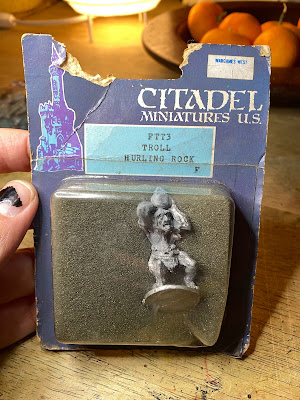 WARGAMES WEST
CITADEL
MINIATURES U.S.
FTT3
TROLL
HURLING ROCK
F